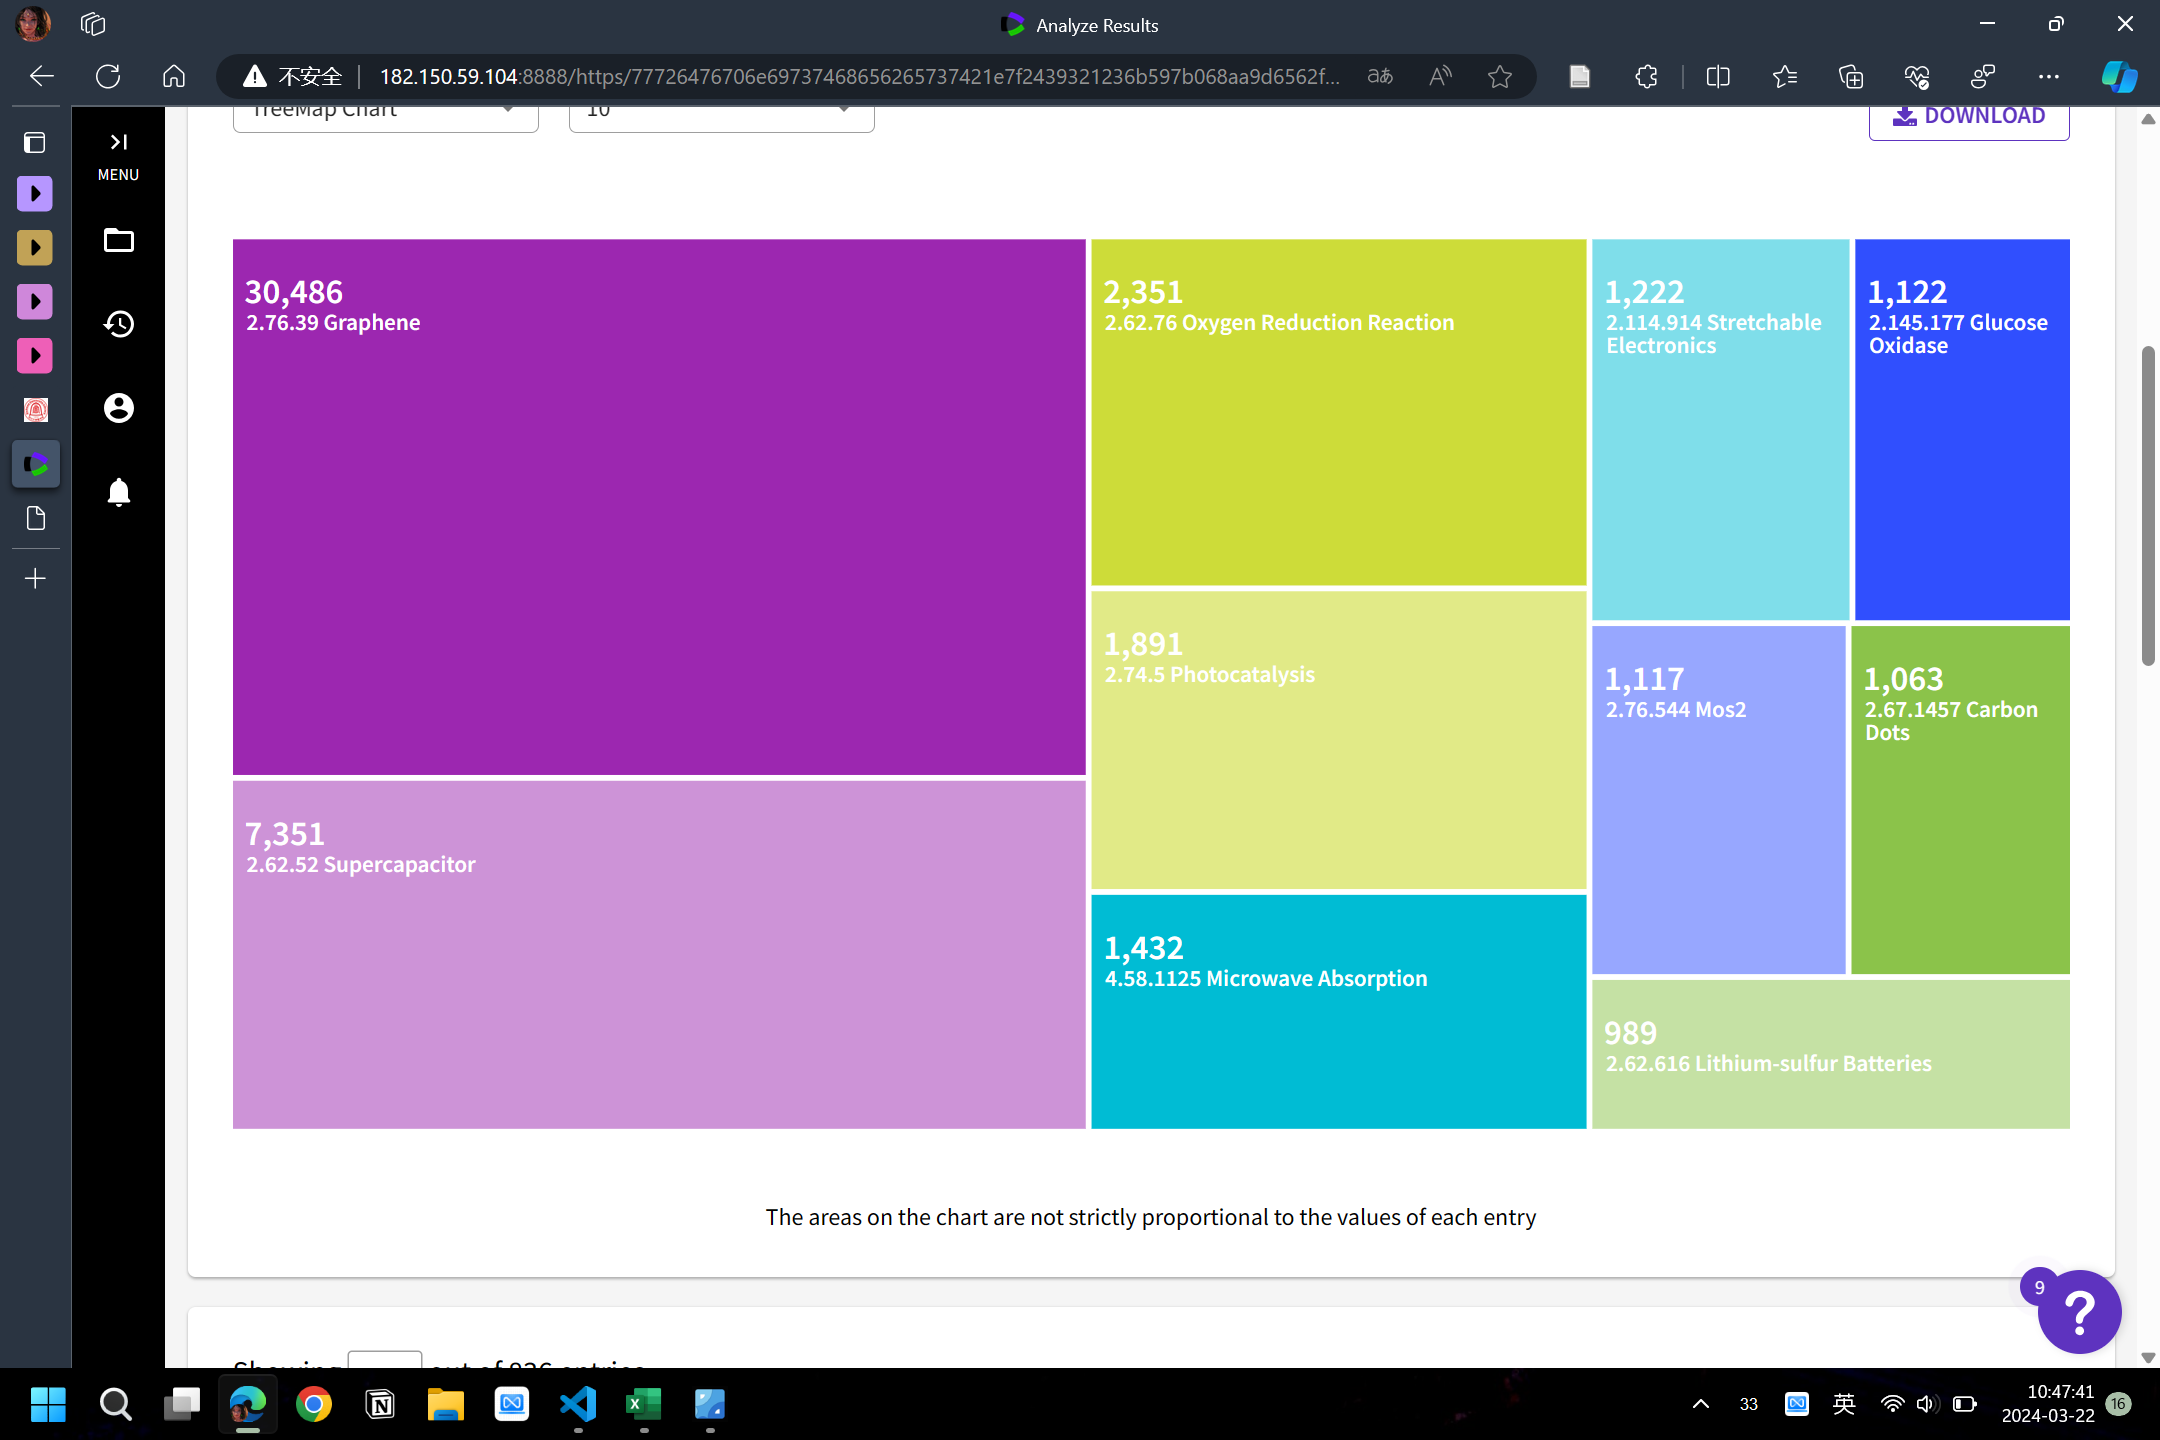 Analyze Results
不安全
182.150.59.104:8888/https/77726476706e69737468656265737421e7f2439321236b597b068aa9d6562f...
TreeMap Chart
10
DOWNLOAD
MENU
30,486
2.76.39 Graphene
2,351
2.62.76 Oxygen Reduction Reaction
1,222
2.114.914 Stretchable
Electronics
1,122
2.145.177 Glucose
Oxidase
1,891
2.74.5 Photocatalysis
1,117
2.76.544 Mos2
1,063
2.67.1457 Carbon
Dots
7,351
2.62.52 Supercapacitor
1,432
4.58.1125 Microwave Absorption
989
2.62.616 Lithium-sulfur Batteries
The areas on the chart are not strictly proportional to the values of each entry
9
Showing out of 836 entries
33
英
10:47:41
2024-03-22
16